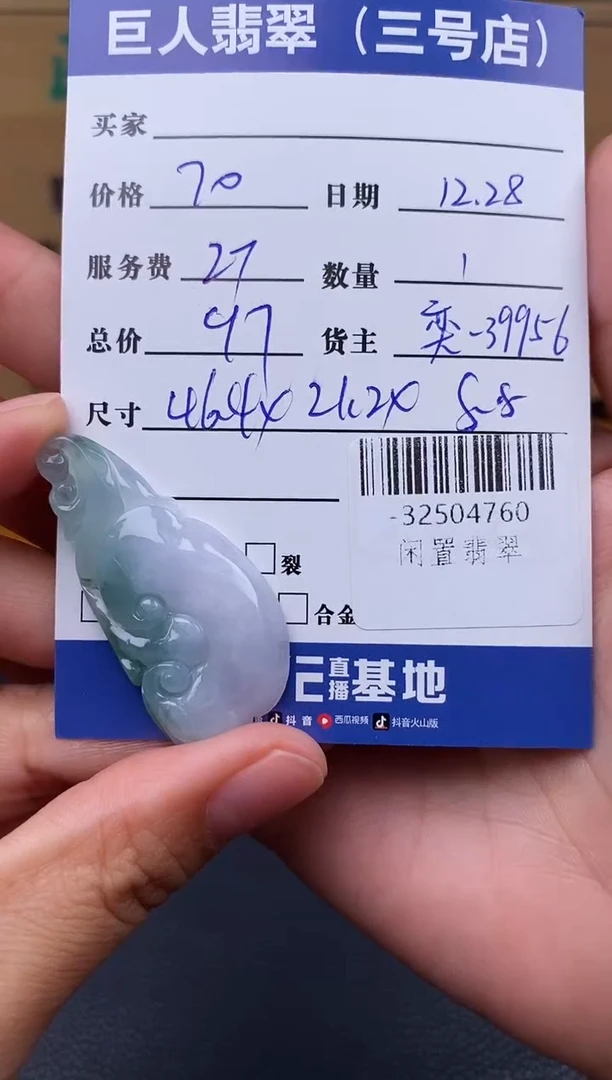 巨人翡翠（三号店）
买家
价格 70 日期 12.28
服务费 27 数量 1
总价 97 货主 奕-39956
尺寸 46.4x 21.2x 8.8
-32504760
闲置翡翠
裂
合金
直播基地
抖音 西瓜视频 抖音火山版